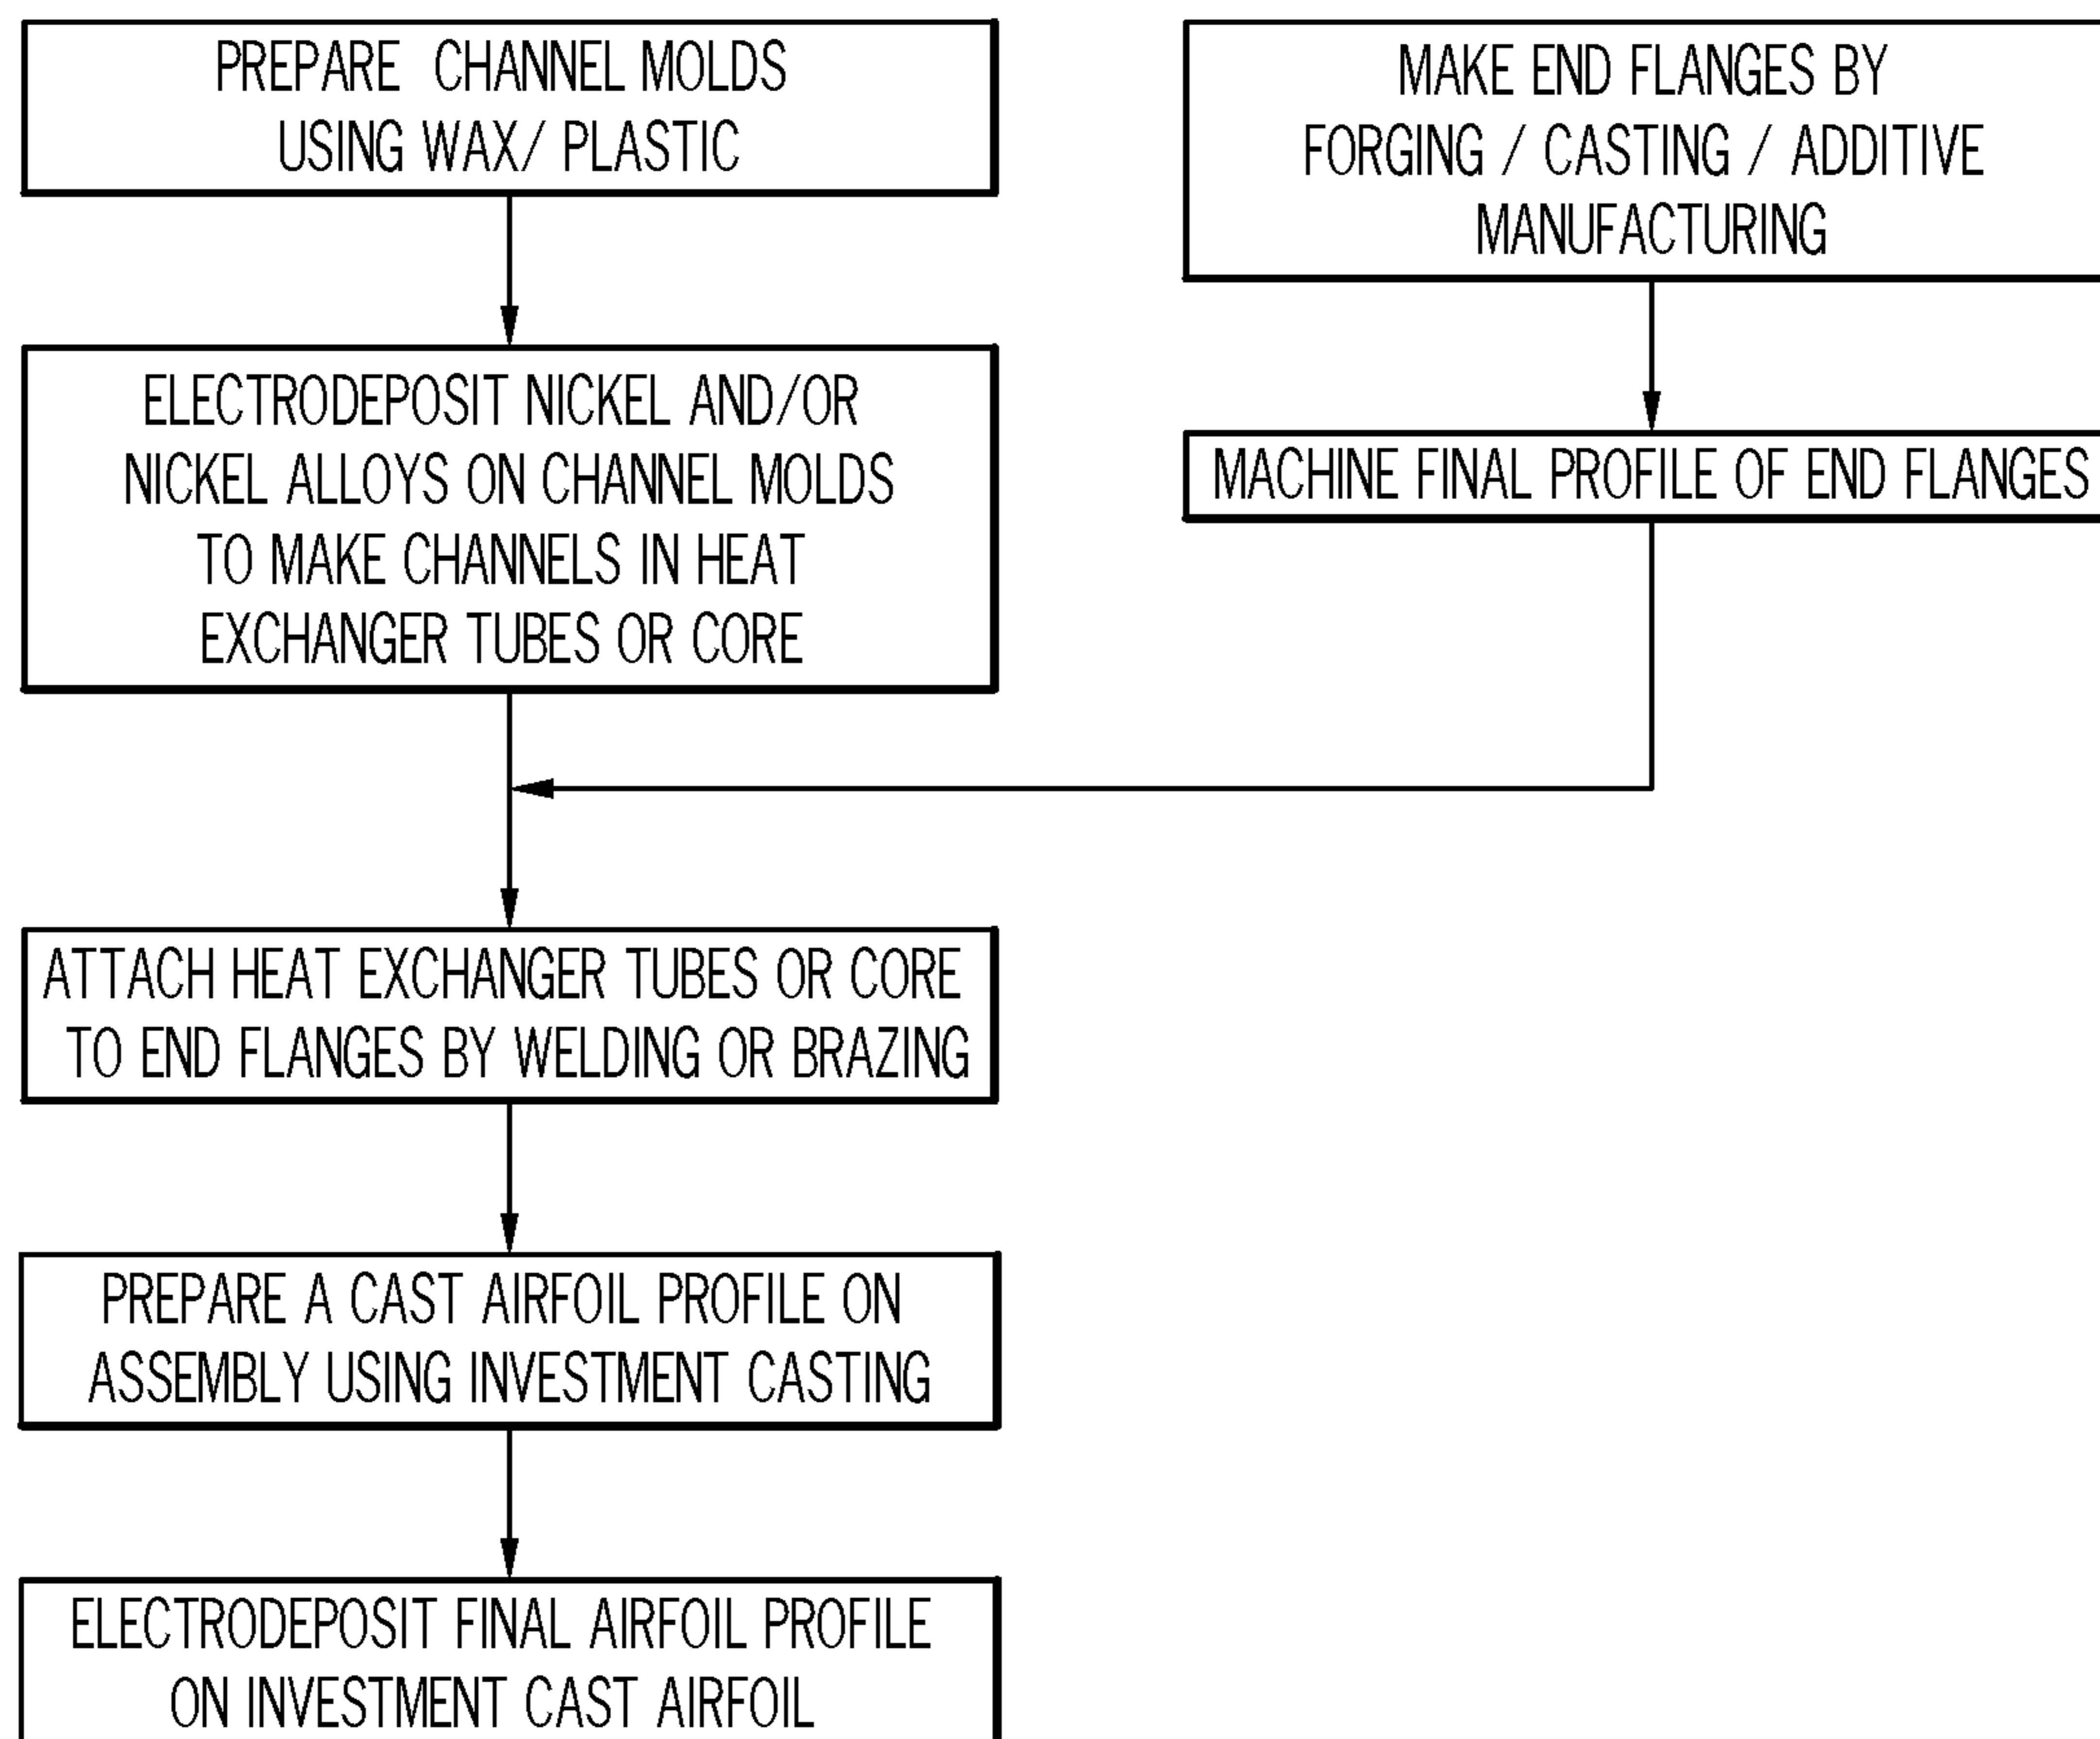 PREPARE CHANNEL MOLDS
USING WAX/ PLASTIC
MAKE END FLANGES BY
FORGING / CASTING / ADDITIVE
MANUFACTURING
ELECTRODEPOSIT NICKEL AND/OR
NICKEL ALLOYS ON CHANNEL MOLDS
TO MAKE CHANNELS IN HEAT
EXCHANGER TUBES OR CORE
MACHINE FINAL PROFILE OF END FLANGES
ATTACH HEAT EXCHANGER TUBES OR CORE
TO END FLANGES BY WELDING OR BRAZING
PREPARE A CAST AIRFOIL PROFILE ON
ASSEMBLY USING INVESTMENT CASTING
ELECTRODEPOSIT FINAL AIRFOIL PROFILE
ON INVESTMENT CAST AIRFOIL